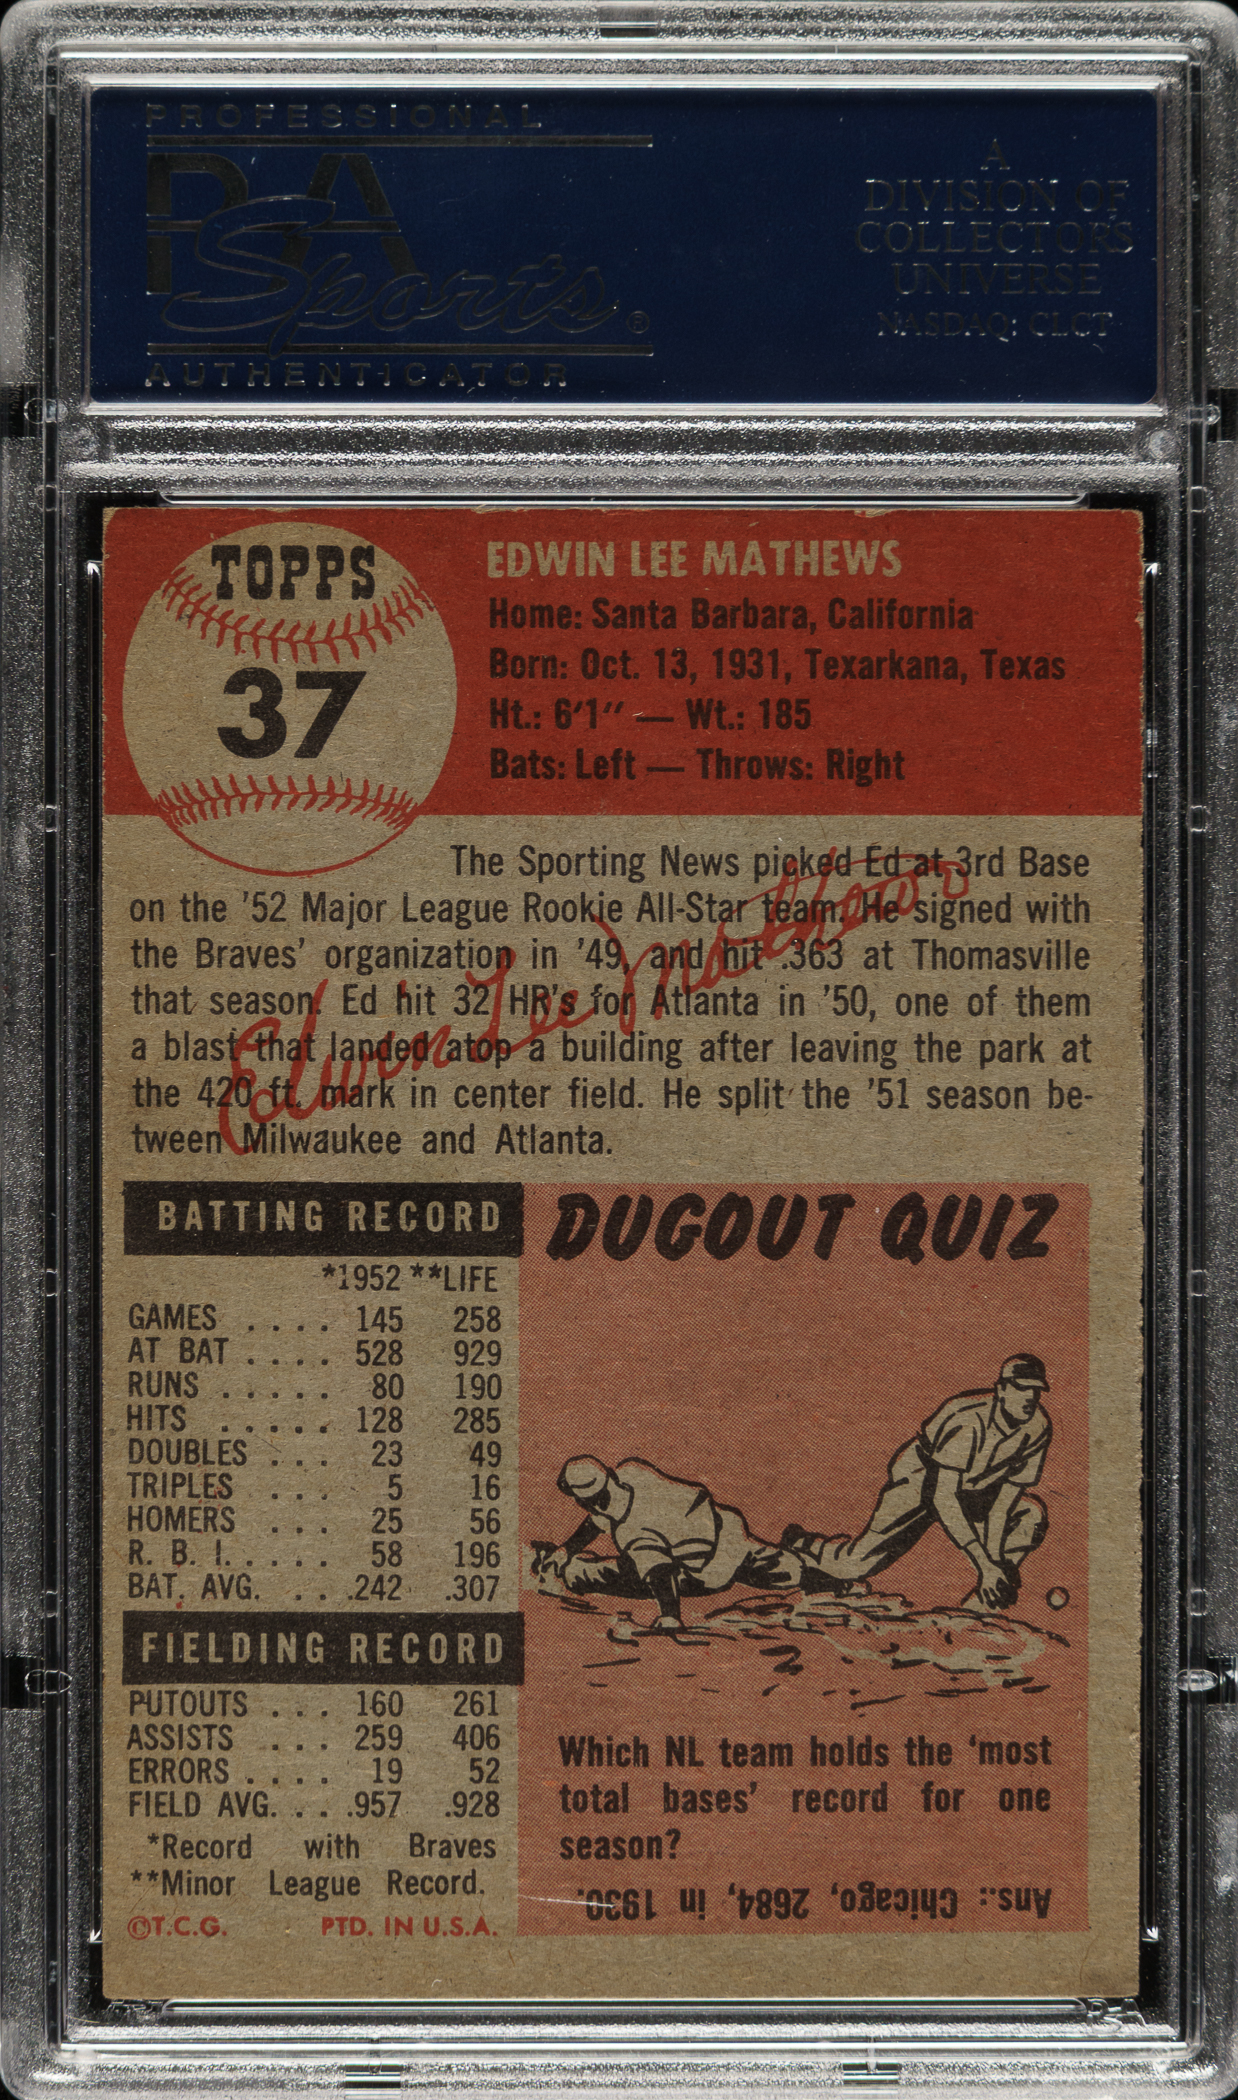 PROFESSIONAL
PSA
Sports®
AUTHENTICATOR
A
DIVISION OF
COLLECTORS
UNIVERSE
NASDAQ: CLCT
TOPPS
37
EDWIN LEE MATHEWS
Home: Santa Barbara, California
Born: Oct. 13, 1931, Texarkana, Texas
Ht.: 6'1" — Wt.: 185
Bats: Left — Throws: Right
The Sporting News picked Ed at 3rd Base
on the '52 Major League Rookie All-Star team. He signed with
the Braves' organization in '49, and hit .363 at Thomasville
that season. Ed hit 32 HR's for Atlanta in '50, one of them
a blast that landed atop a building after leaving the park at
the 420 ft. mark in center field. He split the '51 season be-
tween Milwaukee and Atlanta.
Edwin Lee Mathews
BATTING RECORD
*1952 **LIFE
GAMES . . . . 145 258
AT BAT . . . . 528 929
RUNS . . . . . 80 190
HITS . . . . . 128 285
DOUBLES . . . 23 49
TRIPLES . . . 5 16
HOMERS . . . 25 56
R. B. I. . . . . 58 196
BAT. AVG. . . .242 .307
FIELDING RECORD
PUTOUTS . . . 160 261
ASSISTS . . . 259 406
ERRORS . . . . 19 52
FIELD AVG. . . .957 .928
*Record with Braves
**Minor League Record.
©T.C.G. PTD. IN U.S.A.
DUGOUT QUIZ
Which NL team holds the 'most
total bases' record for one
season?
Ans.: Chicago, 2684, in 1930.